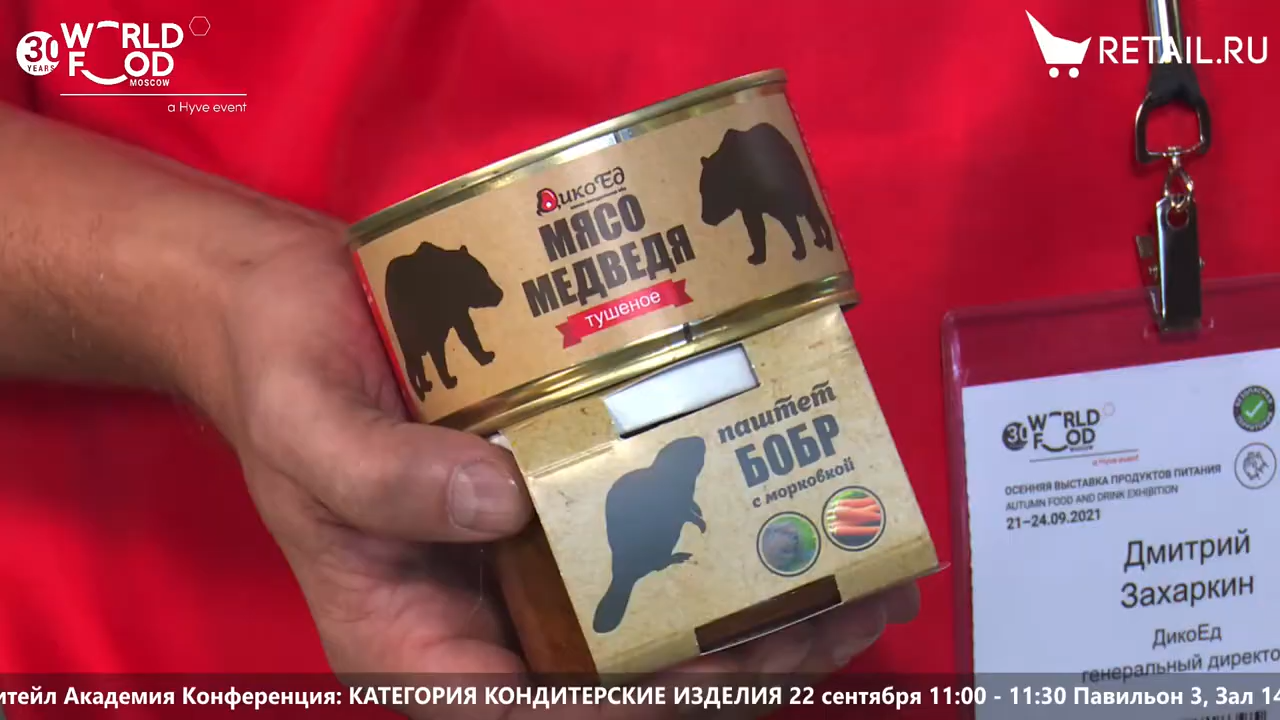 30 YEARS
WORLD
FOOD
MOSCOW
a Hyve event
RETAIL.RU
ДикоЕд
МЯСО
МЕДВЕДЯ
тушеное
паштет
БОБР
с морковкой
30
WORLD
FOOD
MOSCOW
a Hyve event
ОСЕННЯЯ ВЫСТАВКА ПРОДУКТОВ ПИТАНИЯ
AUTUMN FOOD AND DRINK EXHIBITION
21–24.09.2021
Дмитрий
Захаркин
ДикоЕд
генеральный директо
итейл Академия Конференция: КАТЕГОРИЯ КОНДИТЕРСКИЕ ИЗДЕЛИЯ 22 сентября 11:00 - 11:30 Павильон 3, Зал 14